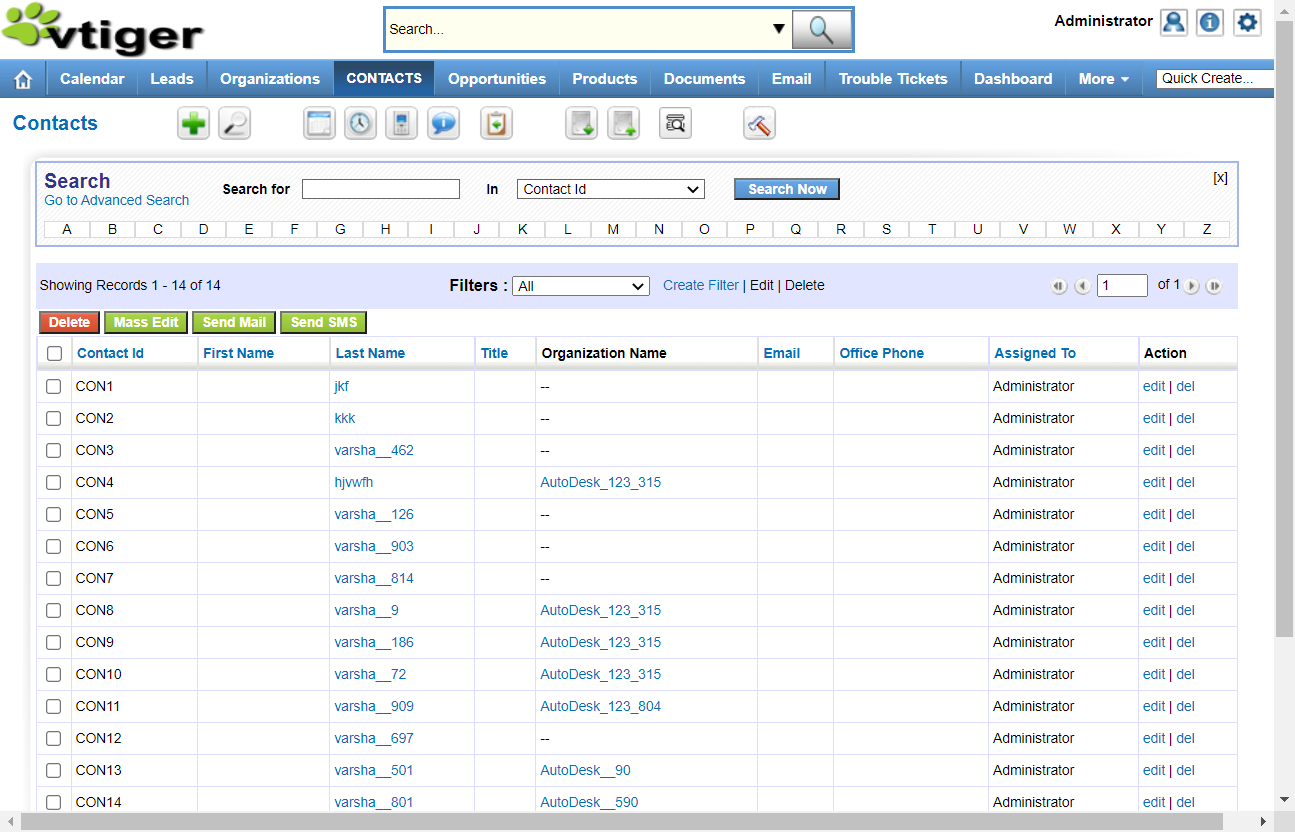 vtiger
Search...
Administrator
Calendar Leads Organizations CONTACTS Opportunities Products Documents Email Trouble Tickets Dashboard More Quick Create...
Contacts
Search
Go to Advanced Search
Search for In Contact Id Search Now [x]
A B C D E F G H I J K L M N O P Q R S T U V W X Y Z
Showing Records 1 - 14 of 14 Filters : All Create Filter | Edit | Delete 1 of 1
Delete Mass Edit Send Mail Send SMS
Contact Id First Name Last Name Title Organization Name Email Office Phone Assigned To Action
CON1 jkf -- Administrator edit | del
CON2 kkk -- Administrator edit | del
CON3 varsha__462 -- Administrator edit | del
CON4 hjvwfh AutoDesk_123_315 Administrator edit | del
CON5 varsha__126 -- Administrator edit | del
CON6 varsha__903 -- Administrator edit | del
CON7 varsha__814 -- Administrator edit | del
CON8 varsha__9 AutoDesk_123_315 Administrator edit | del
CON9 varsha__186 AutoDesk_123_315 Administrator edit | del
CON10 varsha__72 AutoDesk_123_315 Administrator edit | del
CON11 varsha__909 AutoDesk_123_804 Administrator edit | del
CON12 varsha__697 -- Administrator edit | del
CON13 varsha__501 AutoDesk__90 Administrator edit | del
CON14 varsha__801 AutoDesk__590 Administrator edit | del